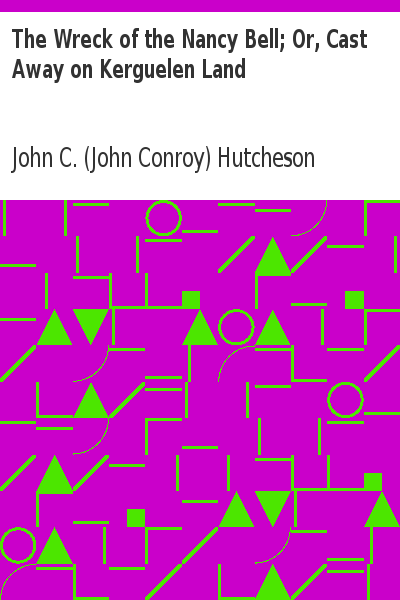 The Wreck of the Nancy Bell; Or, Cast
Away on Kerguelen Land
John C. (John Conroy) Hutcheson